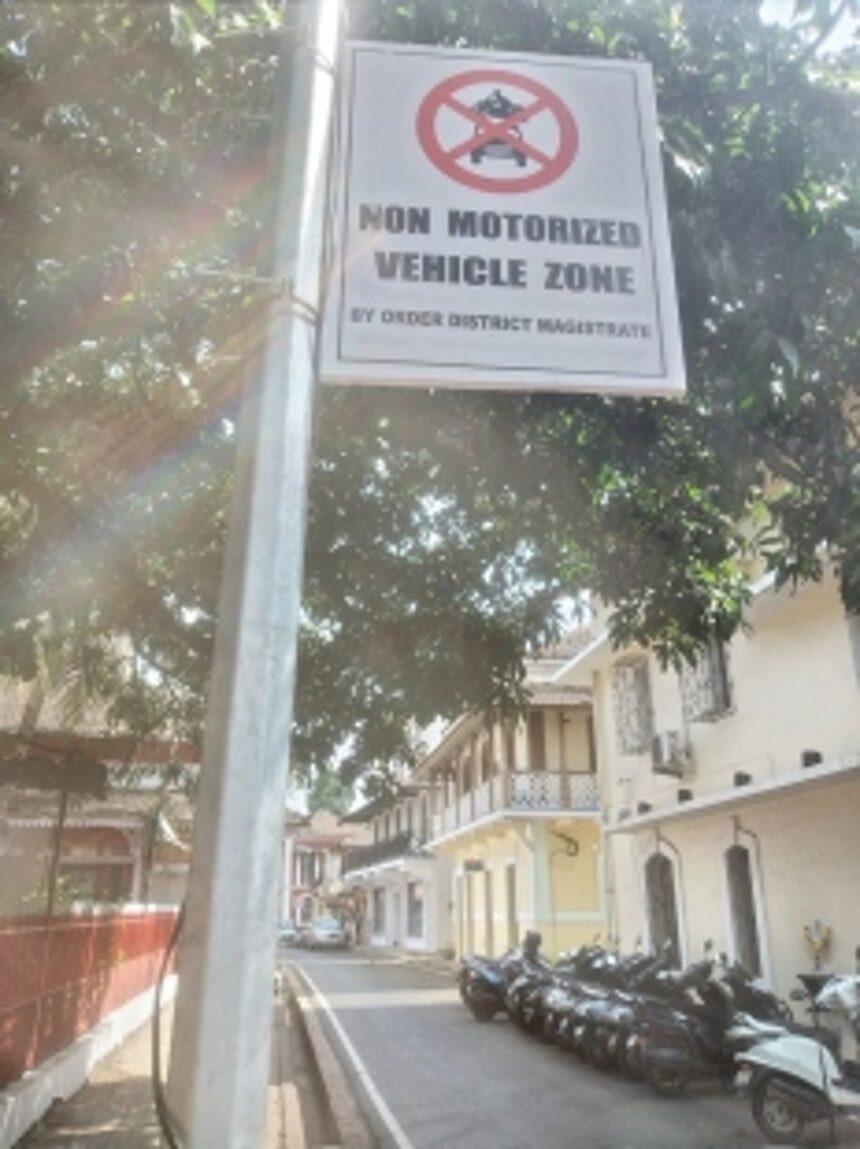 NON MOTORIZED
VEHICLE ZONE
BY ORDER DISTRICT MAGISTRATE